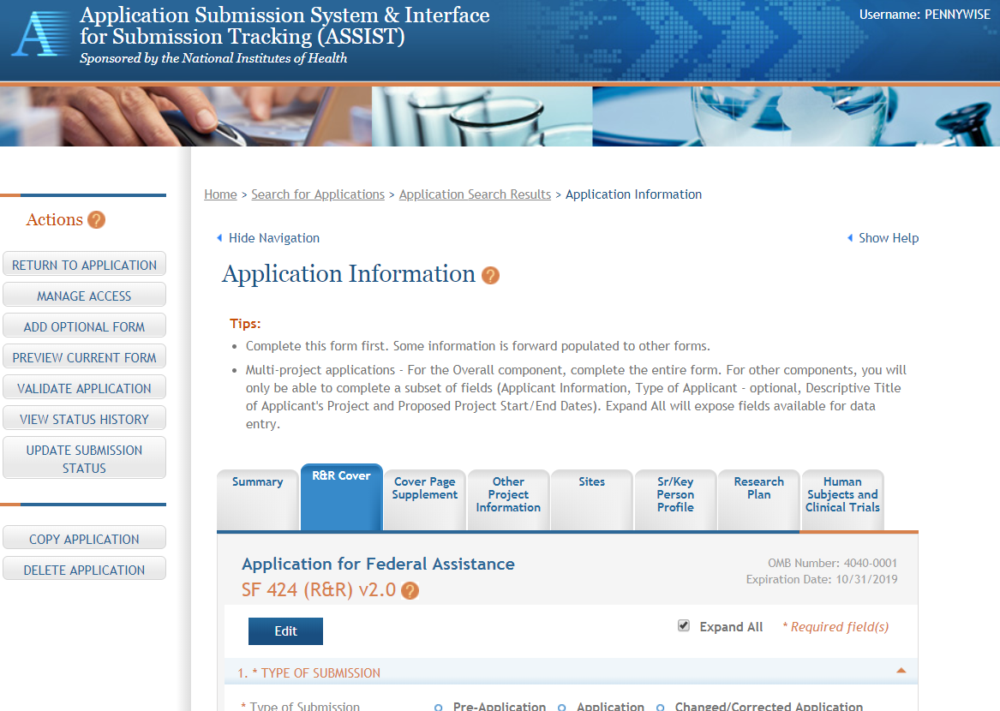 Application Submission System & Interface
for Submission Tracking (ASSIST)
Sponsored by the National Institutes of Health
Username: PENNYWISE
Home > Search for Applications > Application Search Results > Application Information
Actions ?
RETURN TO APPLICATION
MANAGE ACCESS
ADD OPTIONAL FORM
PREVIEW CURRENT FORM
VALIDATE APPLICATION
VIEW STATUS HISTORY
UPDATE SUBMISSION
STATUS
COPY APPLICATION
DELETE APPLICATION
Hide Navigation
Show Help
Application Information ?
Tips:
• Complete this form first. Some information is forward populated to other forms.
• Multi-project applications - For the Overall component, complete the entire form. For other components, you will
only be able to complete a subset of fields (Applicant Information, Type of Applicant - optional, Descriptive Title
of Applicant's Project and Proposed Project Start/End Dates). Expand All will expose fields available for data
entry.
Summary
R&R Cover
Cover Page
Supplement
Other
Project
Information
Sites
Sr/Key
Person
Profile
Research
Plan
Human
Subjects and
Clinical Trials
Application for Federal Assistance
SF 424 (R&R) v2.0 ?
OMB Number: 4040-0001
Expiration Date: 10/31/2019
Edit
Expand All
* Required field(s)
1. * TYPE OF SUBMISSION
* Type of Submission
Pre-Application
Application
Changed/Corrected Application